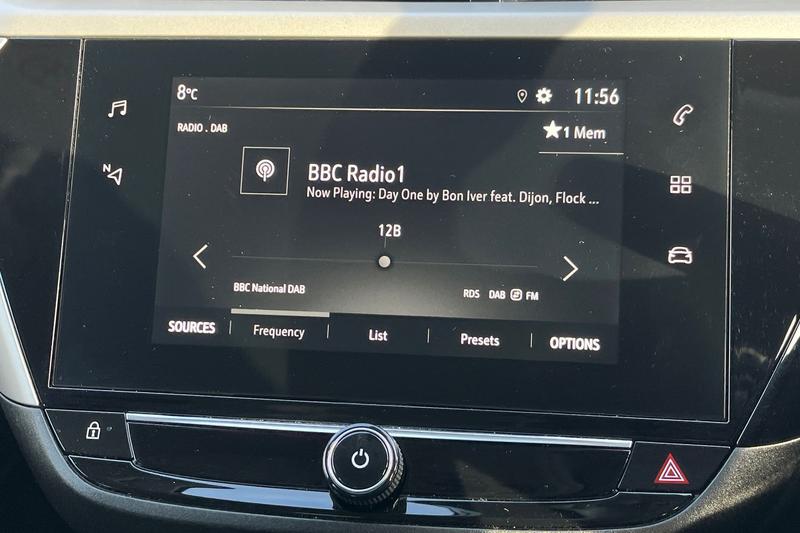 8°C 11:56
RADIO . DAB
1 Mem
BBC Radio1
Now Playing: Day One by Bon Iver feat. Dijon, Flock ...
12B
N
BBC National DAB
RDS DAB FM
SOURCES Frequency List Presets OPTIONS